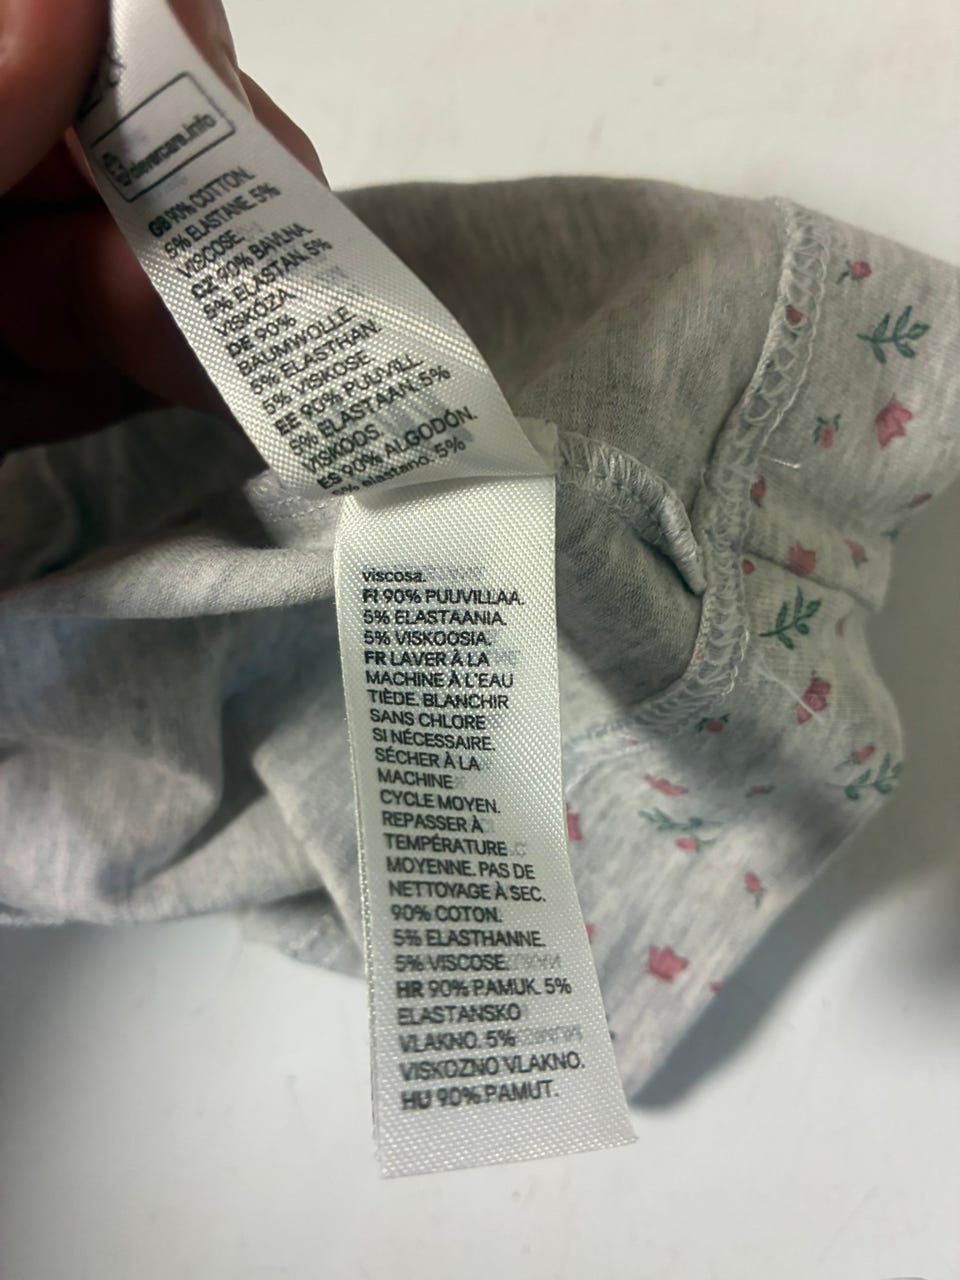 clevercare.info
GB 90% COTTON.
5% ELASTANE. 5%
VISCOSE.
CZ 90% BAVLNA.
5% ELASTAN. 5%
VISKÓZA.
DE 90%
BAUMWOLLE.
5% ELASTHAN.
5% VISKOSE
EE 90% PUUVILL.
5% ELASTAAN. 5%
VISKOOS.
ES 90% ALGODÓN.
5% elastano. 5%
viscosa.
FI 90% PUUVILLAA.
5% ELASTAANIA.
5% VISKOOSIA.
FR LAVER À LA
MACHINE À L'EAU
TIÈDE. BLANCHIR
SANS CHLORE
SI NÉCESSAIRE.
SÉCHER À LA
MACHINE
CYCLE MOYEN.
REPASSER À
TEMPÉRATURE
MOYENNE. PAS DE
NETTOYAGE À SEC.
90% COTON.
5% ELASTHANNE.
5% VISCOSE.
HR 90% PAMUK. 5%
ELASTANSKO
VLAKNO. 5%
VISKOZNO VLAKNO.
HU 90% PAMUT.